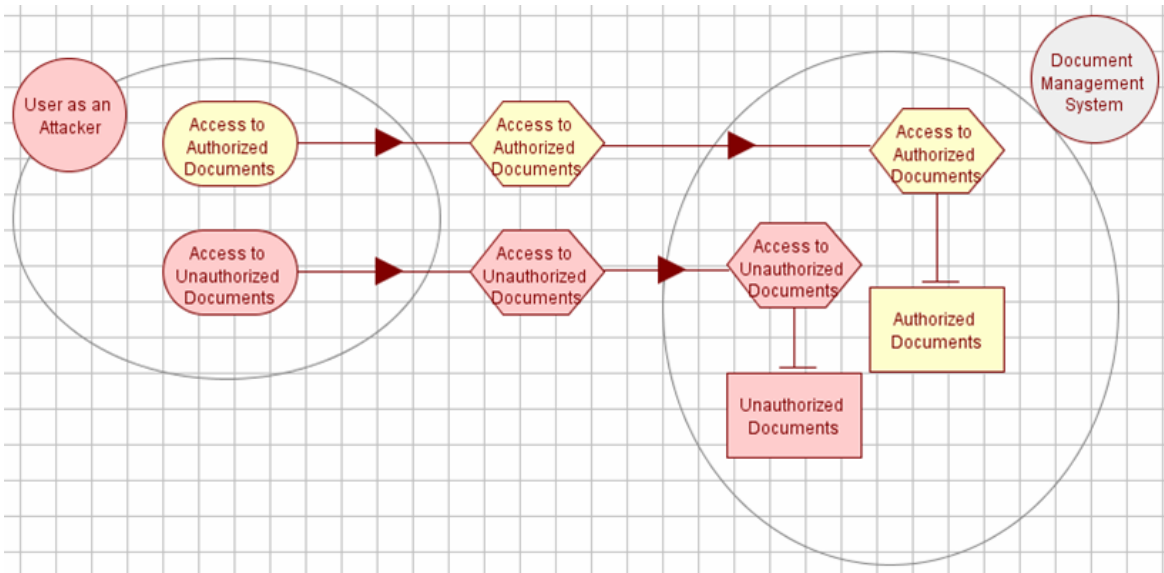 User as an
Attacker
Access to
Authorized
Documents
Access to
Authorized
Documents
Access to
Authorized
Documents
Document
Management
System
Access to
Unauthorized
Documents
Access to
Unauthorized
Documents
Access to
Unauthorized
Documents
Authorized
Documents
Unauthorized
Documents